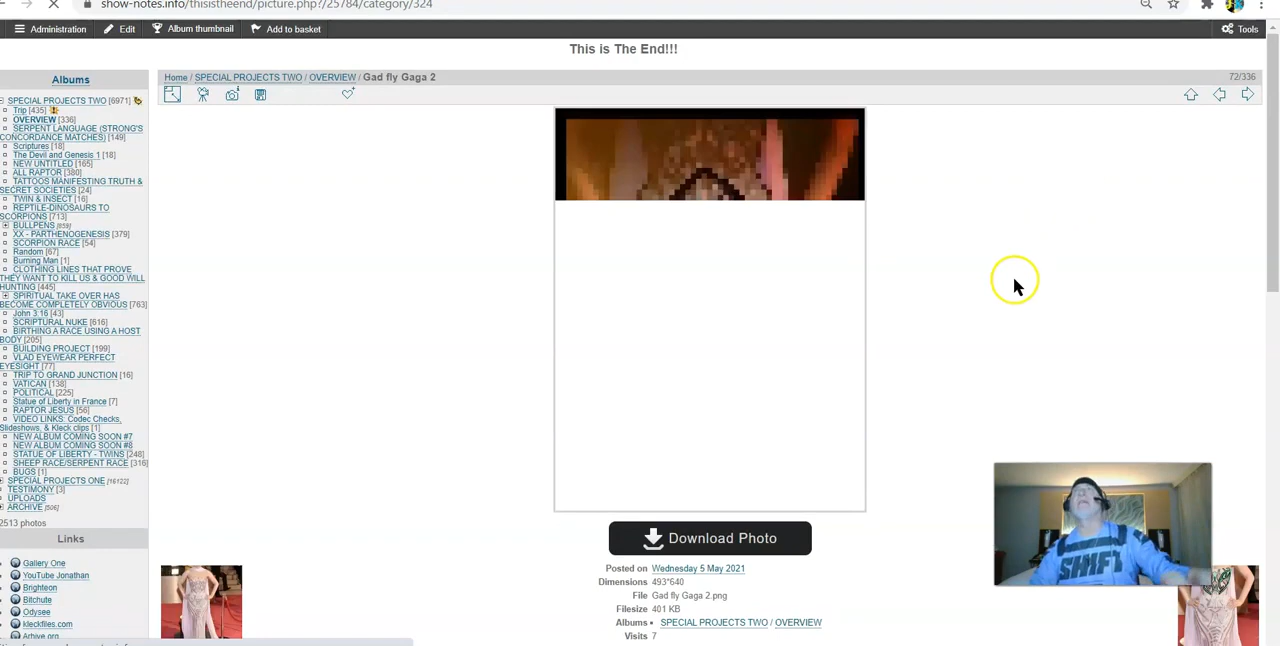 show-notes.info/thisistheend/picture.php?/25784/category/324
Administration Edit Album thumbnail Add to basket Tools
This is The End!!!
Albums
Home / SPECIAL PROJECTS TWO / OVERVIEW / Gad fly Gaga 2 72/336
SPECIAL PROJECTS TWO [6971]
Trip [435]
OVERVIEW [336]
SERPENT LANGUAGE (STRONG'S
CONCORDANCE MATCHES) [149]
Scriptures [18]
The Devil and Genesis 1 [18]
NEW UNTITLED [165]
ALL RAPTOR [380]
TATTOOS MANIFESTING TRUTH &
SECRET SOCIETIES [24]
TWIN & INSECT [16]
REPTILE-DINOSAURS TO
SCORPIONS [713]
BULLPENS [859]
XX - PARTHENOGENESIS [379]
SCORPION RACE [54]
Random [67]
Burning Man [1]
CLOTHING LINES THAT PROVE
THEY WANT TO KILL US & GOOD WILL
HUNTING [445]
SPIRITUAL TAKE OVER HAS
BECOME COMPLETELY OBVIOUS [763]
John 3:16 [43]
SCRIPTURAL NUKE [616]
BIRTHING A RACE USING A HOST
BODY [205]
BUILDING PROJECT [199]
VLAD EYEWEAR PERFECT
EYESIGHT [77]
TRIP TO GRAND JUNCTION [16]
VATICAN [138]
POLITICAL [225]
Statue of Liberty in France [7]
RAPTOR JESUS [56]
VIDEO LINKS: Codec Checks,
Slideshows, & Kleck clips [1]
NEW ALBUM COMING SOON #7
NEW ALBUM COMING SOON #8
STATUE OF LIBERTY - TWINS [248]
SHEEP RACE/SERPENT RACE [316]
BUGS [1]
SPECIAL PROJECTS ONE [16122]
TESTIMONY [3]
UPLOADS
ARCHIVE [506]
2513 photos
Links
Gallery One
YouTube Jonathan
Brighteon
Bitchute
Odysee
kleckfiles.com
Arhive.org
Download Photo
Posted on Wednesday 5 May 2021
Dimensions 493*640
File Gad fly Gaga 2.png
Filesize 401 KB
Albums SPECIAL PROJECTS TWO / OVERVIEW
Visits 7
SHIFT